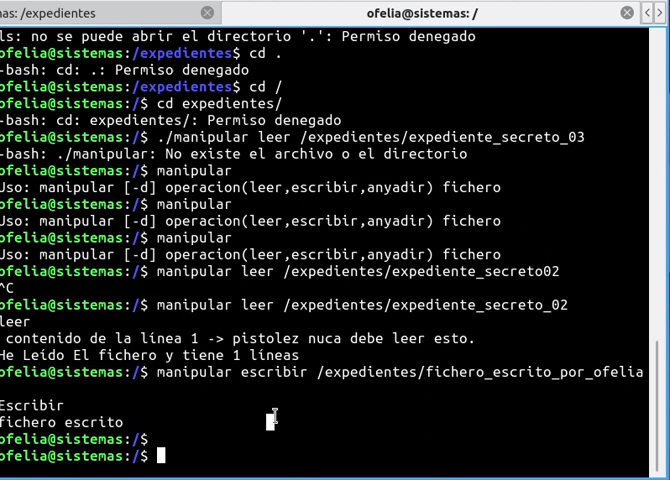 mas: /expedientes
ofelia@sistemas: /
ls: no se puede abrir el directorio '.': Permiso denegado
ofelia@sistemas:/expedientes$ cd .
-bash: cd: .: Permiso denegado
ofelia@sistemas:/expedientes$ cd /
ofelia@sistemas:/$ cd expedientes/
-bash: cd: expedientes/: Permiso denegado
ofelia@sistemas:/$ ./manipular leer /expedientes/expediente_secreto_03
-bash: ./manipular: No existe el archivo o el directorio
ofelia@sistemas:/$ manipular
Uso: manipular [-d] operacion(leer,escribir,anyadir) fichero
ofelia@sistemas:/$ manipular
Uso: manipular [-d] operacion(leer,escribir,anyadir) fichero
ofelia@sistemas:/$ manipular
Uso: manipular [-d] operacion(leer,escribir,anyadir) fichero
ofelia@sistemas:/$ manipular leer /expedientes/expediente_secreto02
^C
ofelia@sistemas:/$ manipular leer /expedientes/expediente_secreto_02
leer
contenido de la línea 1 -> pistolez nuca debe leer esto.
He Leído El fichero y tiene 1 líneas
ofelia@sistemas:/$ manipular escribir /expedientes/fichero_escrito_por_ofelia
Escribir
fichero escrito
ofelia@sistemas:/$
ofelia@sistemas:/$